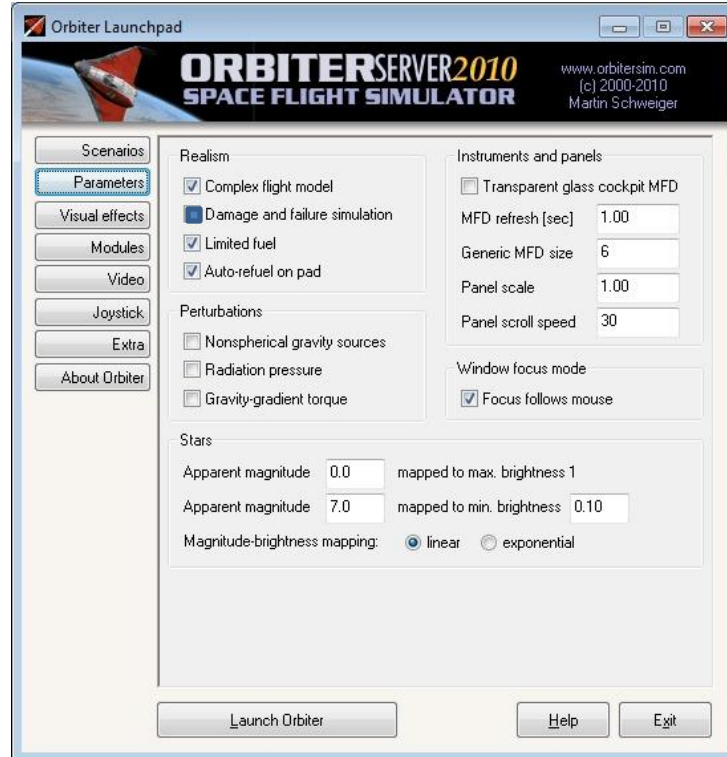 Orbiter Launchpad
ORBITERSERVER2010
SPACE FLIGHT SIMULATOR
www.orbitersim.com
(c) 2000-2010
Martin Schweiger
Scenarios
Parameters
Visual effects
Modules
Video
Joystick
Extra
About Orbiter
Realism
Complex flight model
Damage and failure simulation
Limited fuel
Auto-refuel on pad
Perturbations
Nonspherical gravity sources
Radiation pressure
Gravity-gradient torque
Instruments and panels
Transparent glass cockpit MFD
MFD refresh [sec] 1.00
Generic MFD size 6
Panel scale 1.00
Panel scroll speed 30
Window focus mode
Focus follows mouse
Stars
Apparent magnitude 0.0 mapped to max. brightness 1
Apparent magnitude 7.0 mapped to min. brightness 0.10
Magnitude-brightness mapping: linear exponential
Launch Orbiter Help Exit